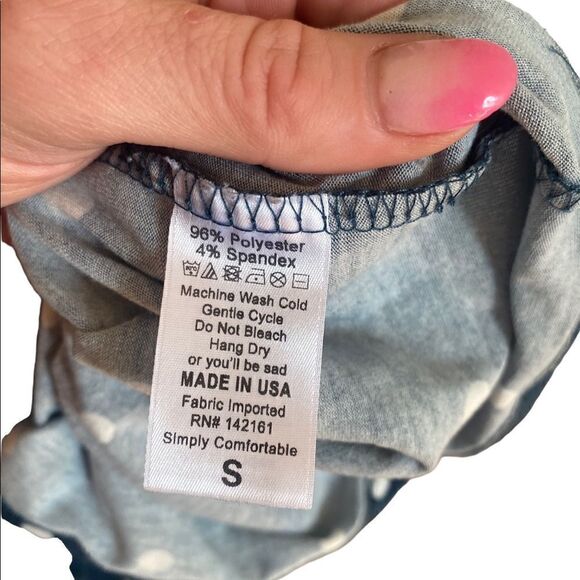 96% Polyester
4% Spandex
Machine Wash Cold
Gentle Cycle
Do Not Bleach
Hang Dry
or you'll be sad
MADE IN USA
Fabric Imported
RN# 142161
Simply Comfortable
S